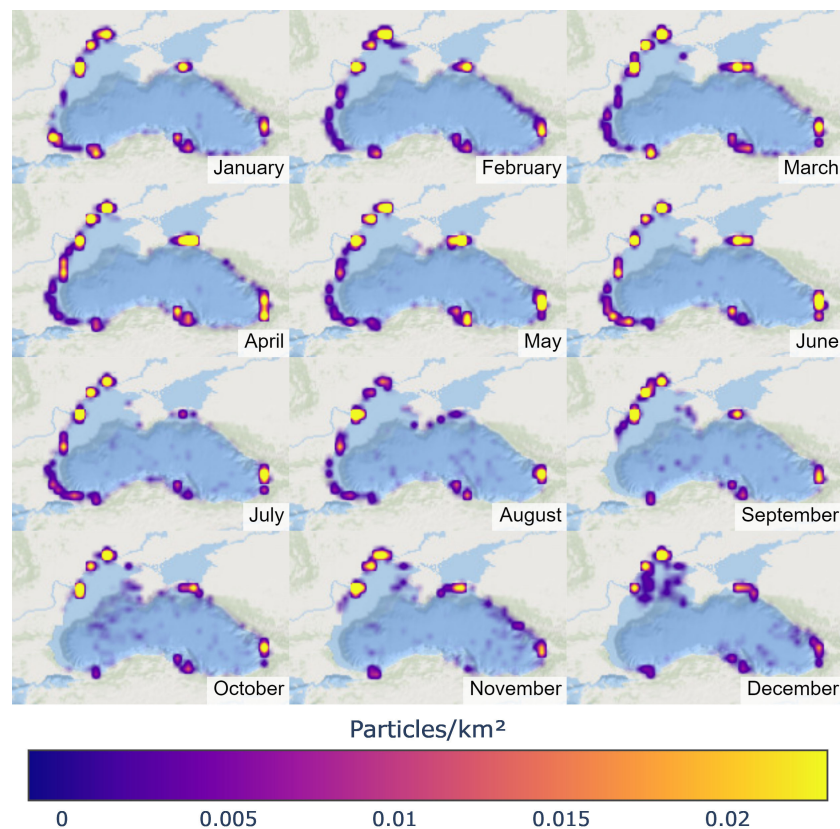 January
February
March
April
May
June
July
August
September
October
November
December
Particles/km²
0
0.005
0.01
0.015
0.02